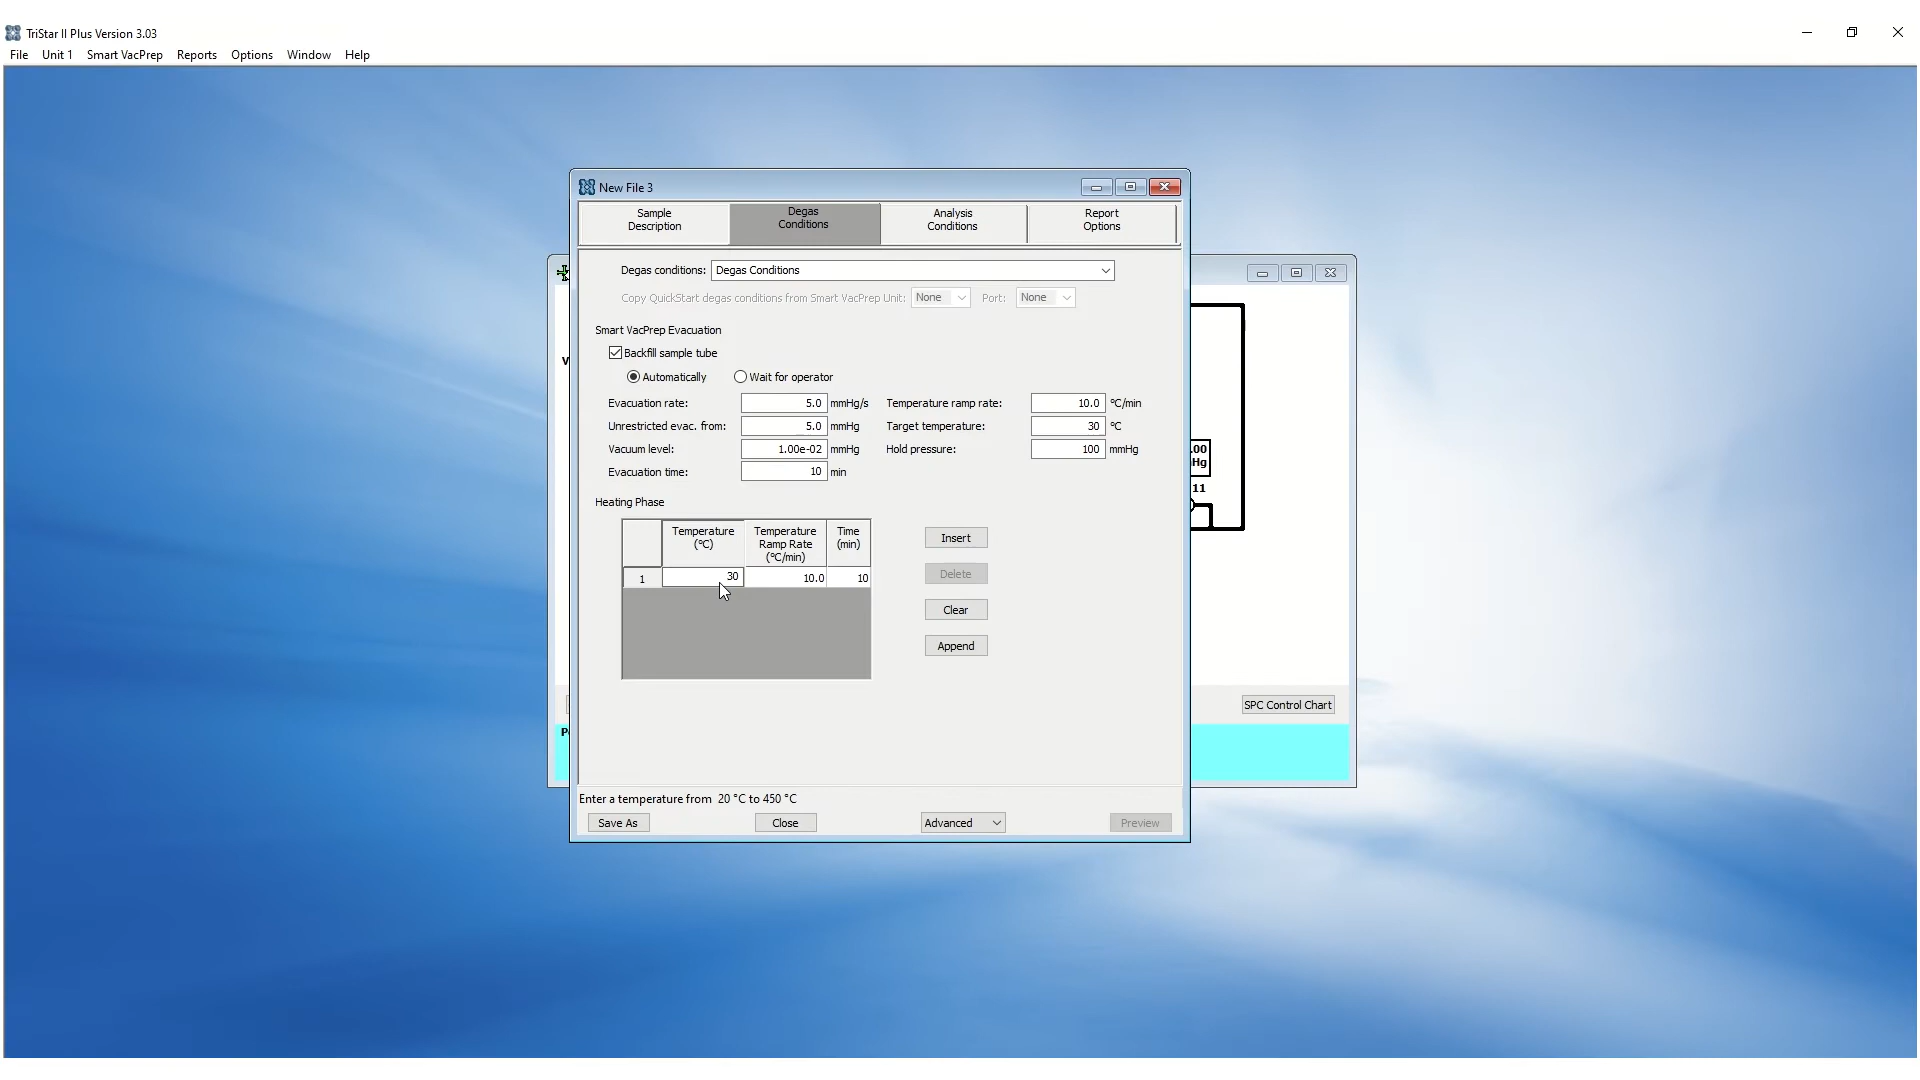 TriStar II Plus Version 3.03
File Unit 1 Smart VacPrep Reports Options Window Help
New File 3
Sample Description
Degas Conditions
Analysis Conditions
Report Options
Degas conditions: Degas Conditions
Copy QuickStart degas conditions from Smart VacPrep Unit: None Port: None
Smart VacPrep Evacuation
Backfill sample tube
Automatically Wait for operator
Evacuation rate: 5.0 mmHg/s Temperature ramp rate: 10.0 °C/min
Unrestricted evac. from: 5.0 mmHg Target temperature: 30 °C
Vacuum level: 1.00e-02 mmHg Hold pressure: 100 mmHg
Evacuation time: 10 min
Heating Phase
Temperature (°C) Temperature Ramp Rate (°C/min) Time (min)
1 30 10.0 10
Insert
Delete
Clear
Append
Enter a temperature from 20 °C to 450 °C
Save As Close Advanced Preview
.00
Hg
11
SPC Control Chart